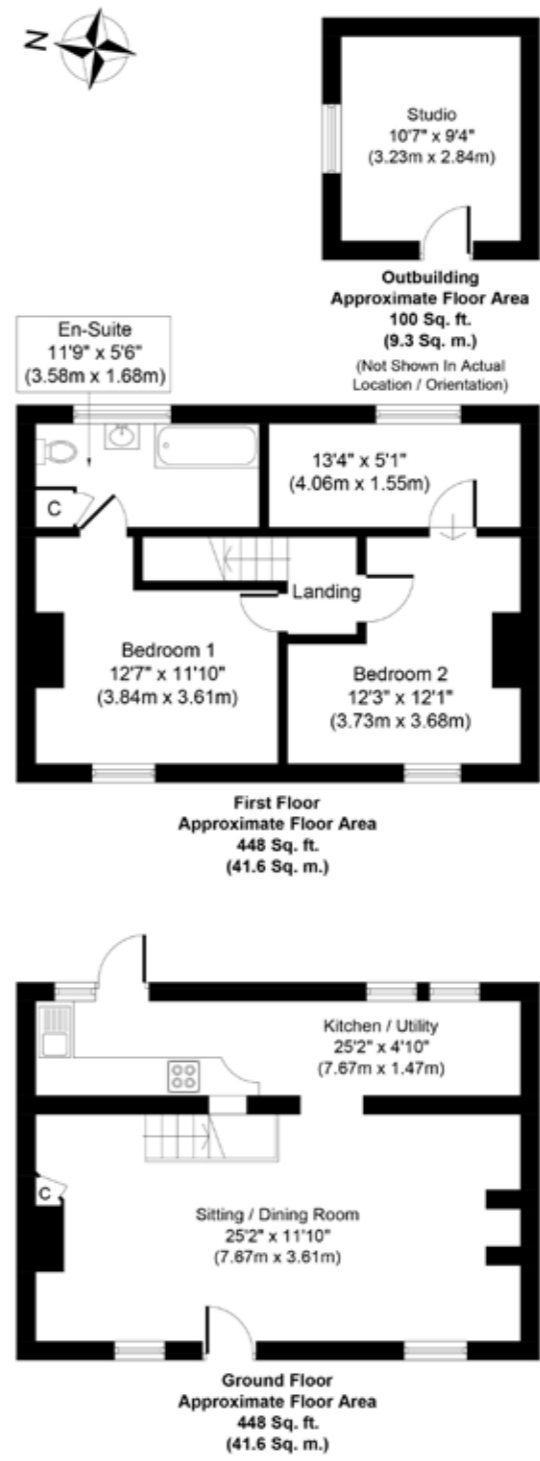 N
Studio
10'7" x 9'4"
(3.23m x 2.84m)
Outbuilding
Approximate Floor Area
100 Sq. ft.
(9.3 Sq. m.)
(Not Shown In Actual
Location / Orientation)
En-Suite
11'9" x 5'6"
(3.58m x 1.68m)
13'4" x 5'1"
(4.06m x 1.55m)
C
Landing
Bedroom 1
12'7" x 11'10"
(3.84m x 3.61m)
Bedroom 2
12'3" x 12'1"
(3.73m x 3.68m)
First Floor
Approximate Floor Area
448 Sq. ft.
(41.6 Sq. m.)
Kitchen / Utility
25'2" x 4'10"
(7.67m x 1.47m)
C
Sitting / Dining Room
25'2" x 11'10"
(7.67m x 3.61m)
Ground Floor
Approximate Floor Area
448 Sq. ft.
(41.6 Sq. m.)